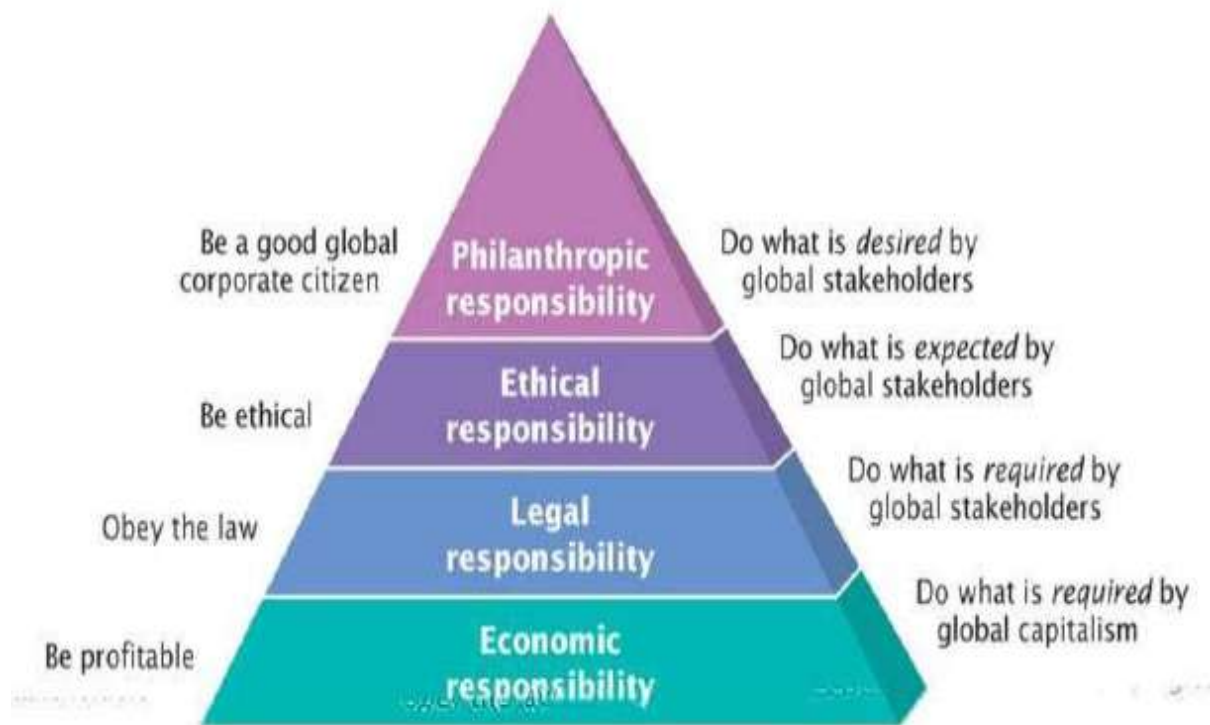 Be a good global
corporate citizen
Philanthropic
responsibility
Do what is desired by
global stakeholders
Be ethical
Ethical
responsibility
Do what is expected by
global stakeholders
Obey the law
Legal
responsibility
Do what is required by
global stakeholders
Be profitable
Economic
responsibility
Do what is required by
global capitalism